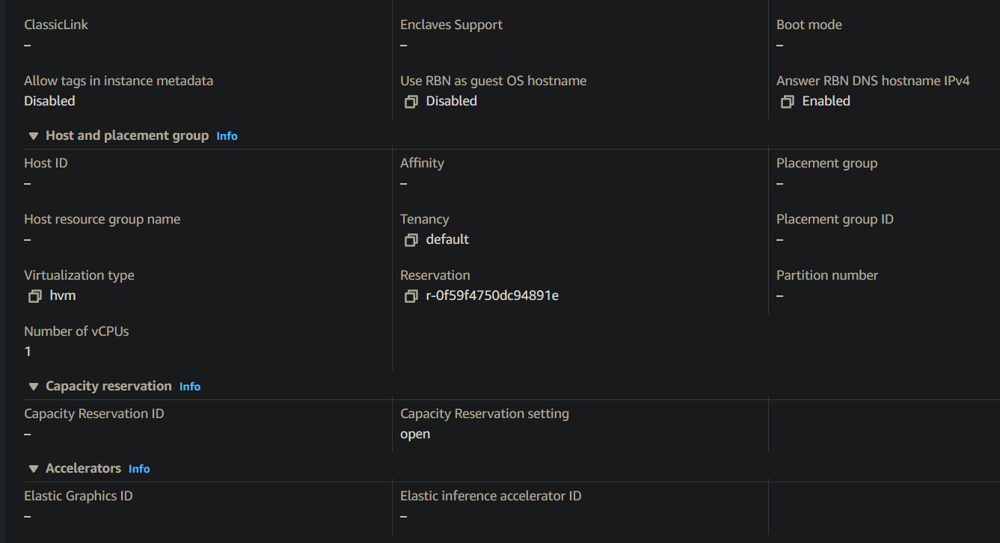 ClassicLink
–
Enclaves Support
–
Boot mode
–
Allow tags in instance metadata
Disabled
Use RBN as guest OS hostname
Disabled
Answer RBN DNS hostname IPv4
Enabled
Host and placement group Info
Host ID
–
Affinity
–
Placement group
–
Host resource group name
–
Tenancy
default
Placement group ID
–
Virtualization type
hvm
Reservation
r-0f59f4750dc94891e
Partition number
–
Number of vCPUs
1
Capacity reservation Info
Capacity Reservation ID
–
Capacity Reservation setting
open
Accelerators Info
Elastic Graphics ID
–
Elastic inference accelerator ID
–